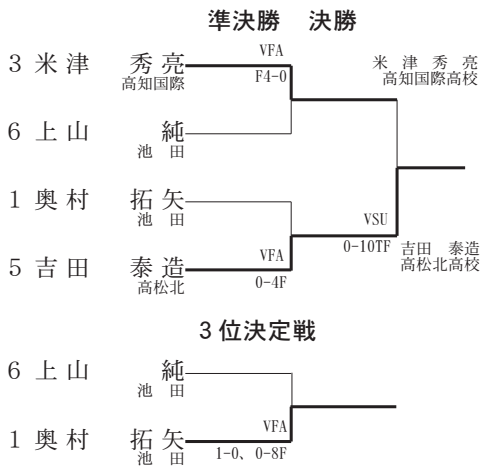 準決勝 決勝
3 米津 秀亮
高知国際
VFA
F4-0
米津秀亮
高知国際高校
6 上山 純
池田
1 奥村 拓矢
池田
VSU
0-10TF
吉田 泰造
高松北高校
5 吉田 泰造
高松北
VFA
0-4F
3位決定戦
6 上山 純
池田
1 奥村 拓矢
池田
VFA
1-0、0-8F